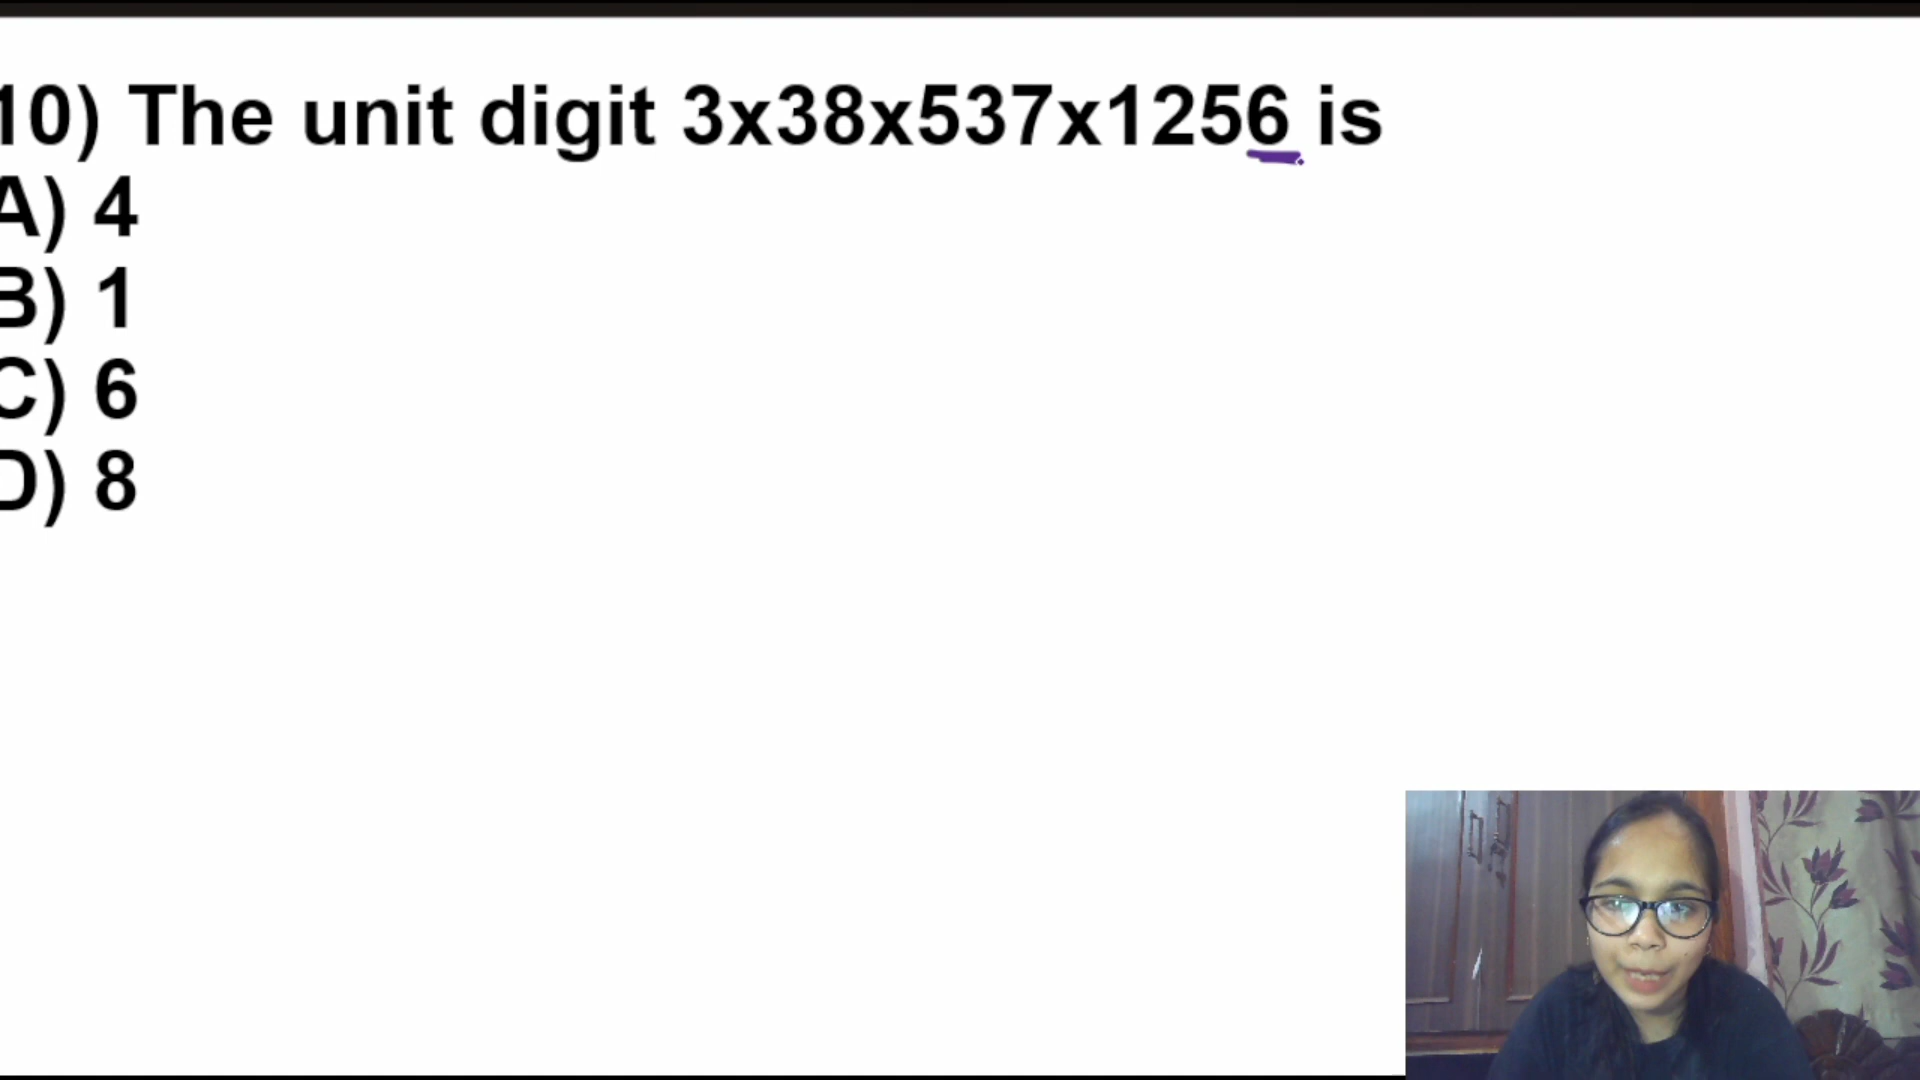 10) The unit digit 3x38x537x1256 is
A) 4
B) 1
C) 6
D) 8